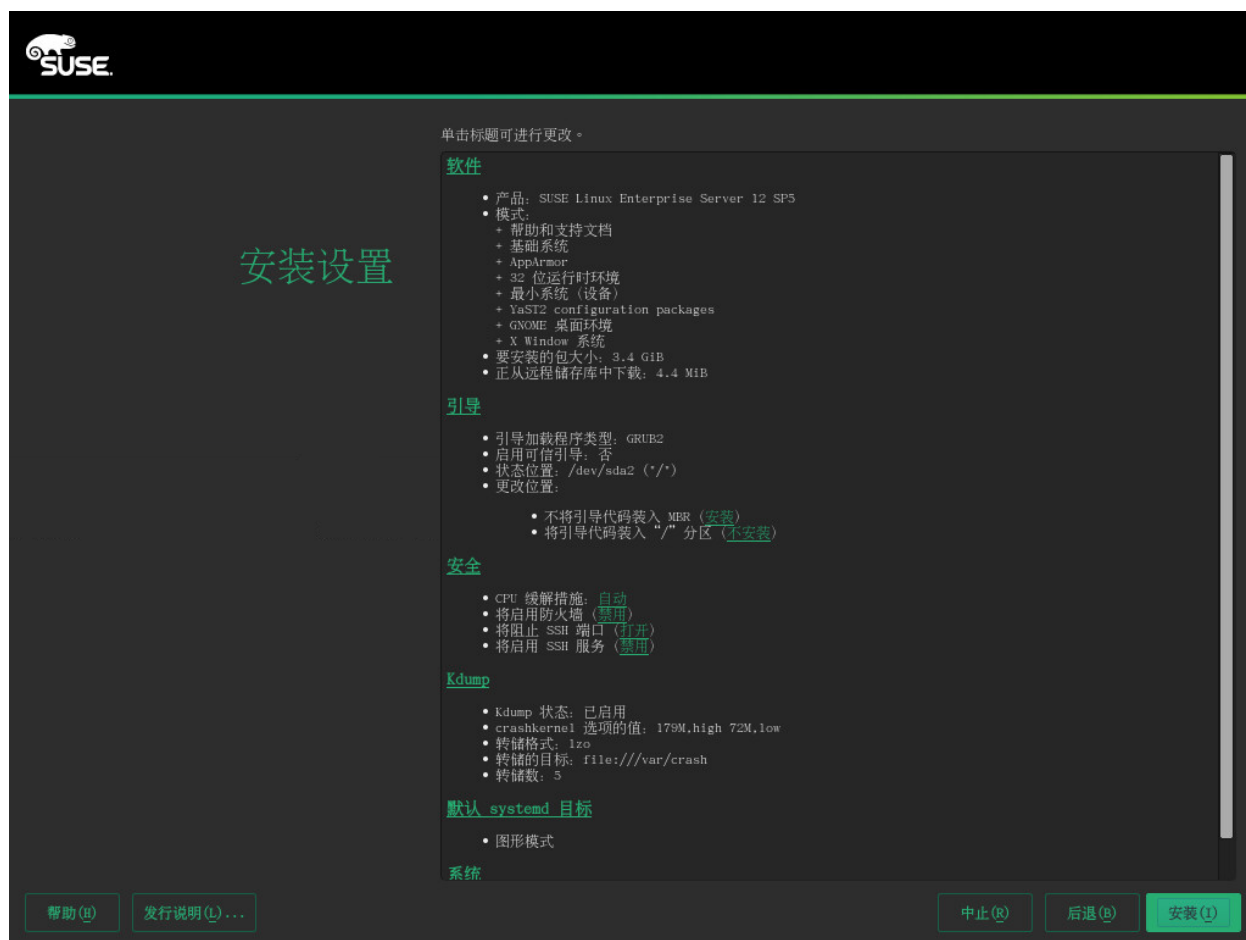 SUSE.
单击标题可进行更改。
安装设置
软件
• 产品: SUSE Linux Enterprise Server 12 SP5
• 模式:
+ 帮助和支持文档
+ 基础系统
+ AppArmor
+ 32 位运行时环境
+ 最小系统（设备）
+ YaST2 configuration packages
+ GNOME 桌面环境
+ X Window 系统
• 要安装的包大小: 3.4 GiB
• 正从远程储存库中下载: 4.4 MiB
引导
• 引导加载程序类型: GRUB2
• 启用可信引导: 否
• 状态位置: /dev/sda2 ("/")
• 更改位置:
• 不将引导代码装入 MBR（安装）
• 将引导代码装入“/”分区（不安装）
安全
• CPU 缓解措施: 自动
• 将启用防火墙（禁用）
• 将阻止 SSH 端口（打开）
• 将启用 SSH 服务（禁用）
Kdump
• Kdump 状态: 已启用
• crashkernel 选项的值: 179M,high 72M,low
• 转储格式: lzo
• 转储的目标: file:///var/crash
• 转储数: 5
默认 systemd 目标
• 图形模式
系统
帮助(H)
发行说明(L)...
中止(R)
后退(B)
安装(I)